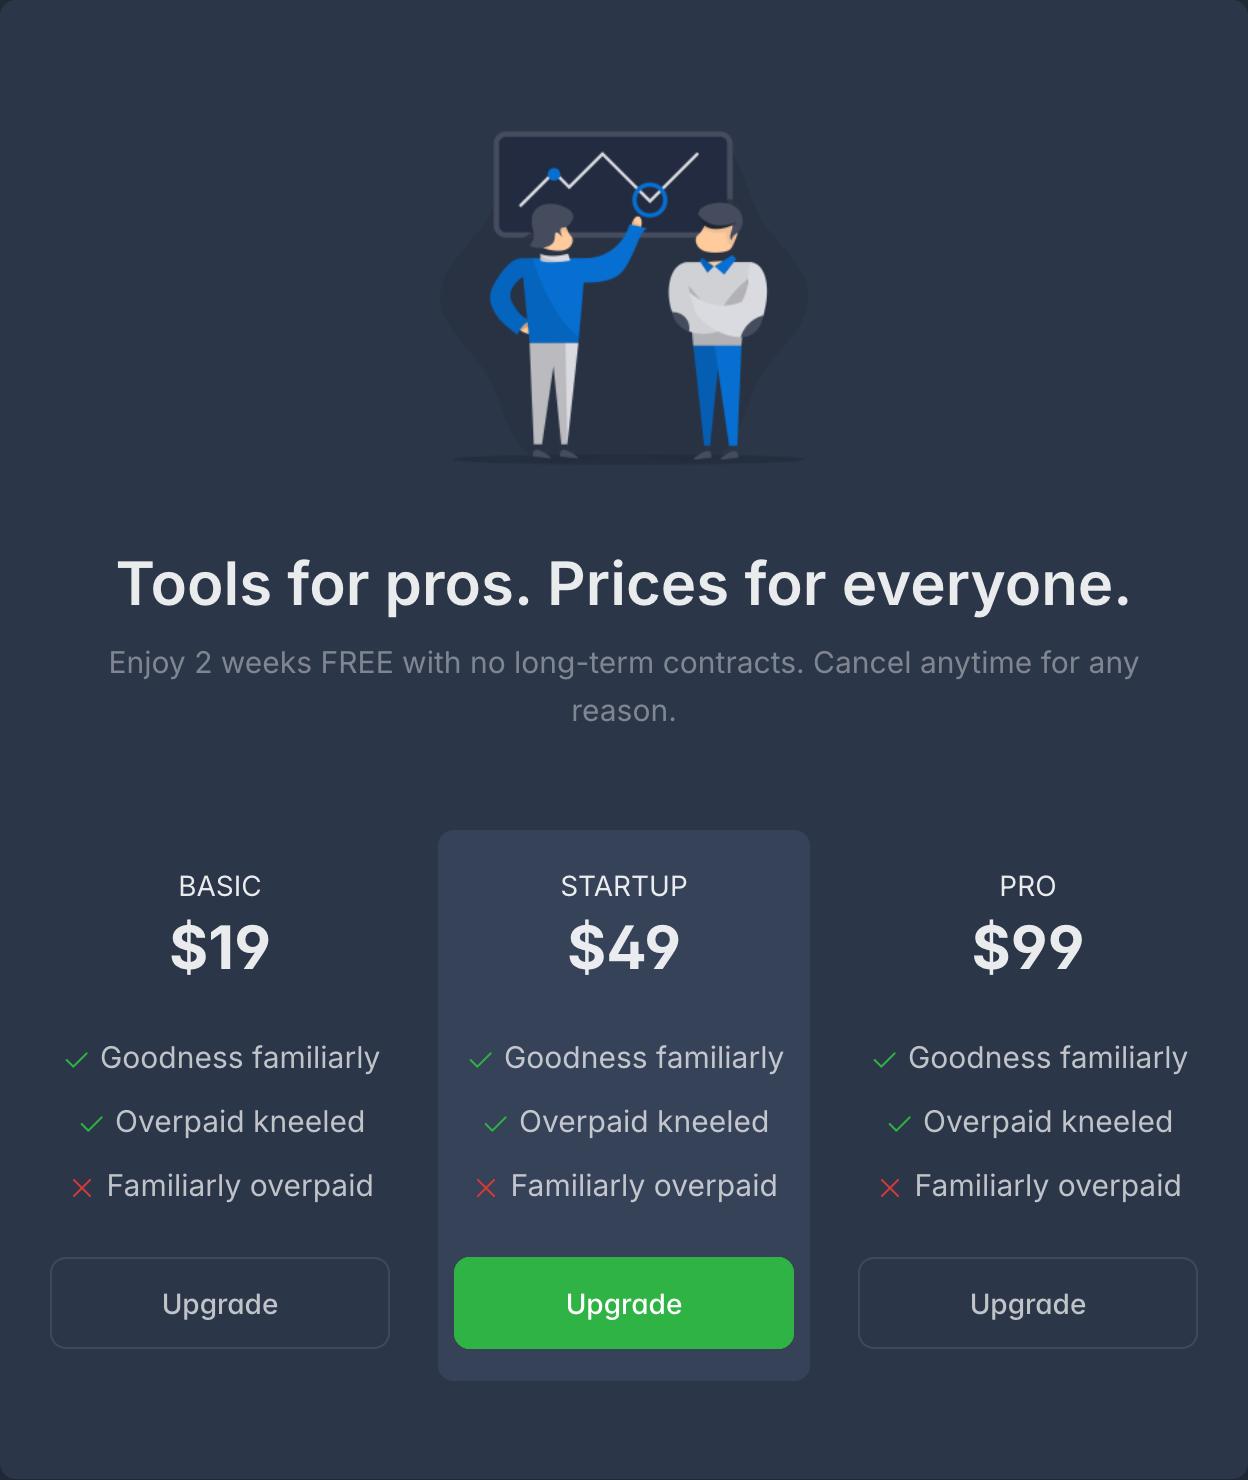 Tools for pros. Prices for everyone.
Enjoy 2 weeks FREE with no long-term contracts. Cancel anytime for any
reason.
BASIC
$19
Goodness familiarly
Overpaid kneeled
Familiarly overpaid
Upgrade
STARTUP
$49
Goodness familiarly
Overpaid kneeled
Familiarly overpaid
Upgrade
PRO
$99
Goodness familiarly
Overpaid kneeled
Familiarly overpaid
Upgrade